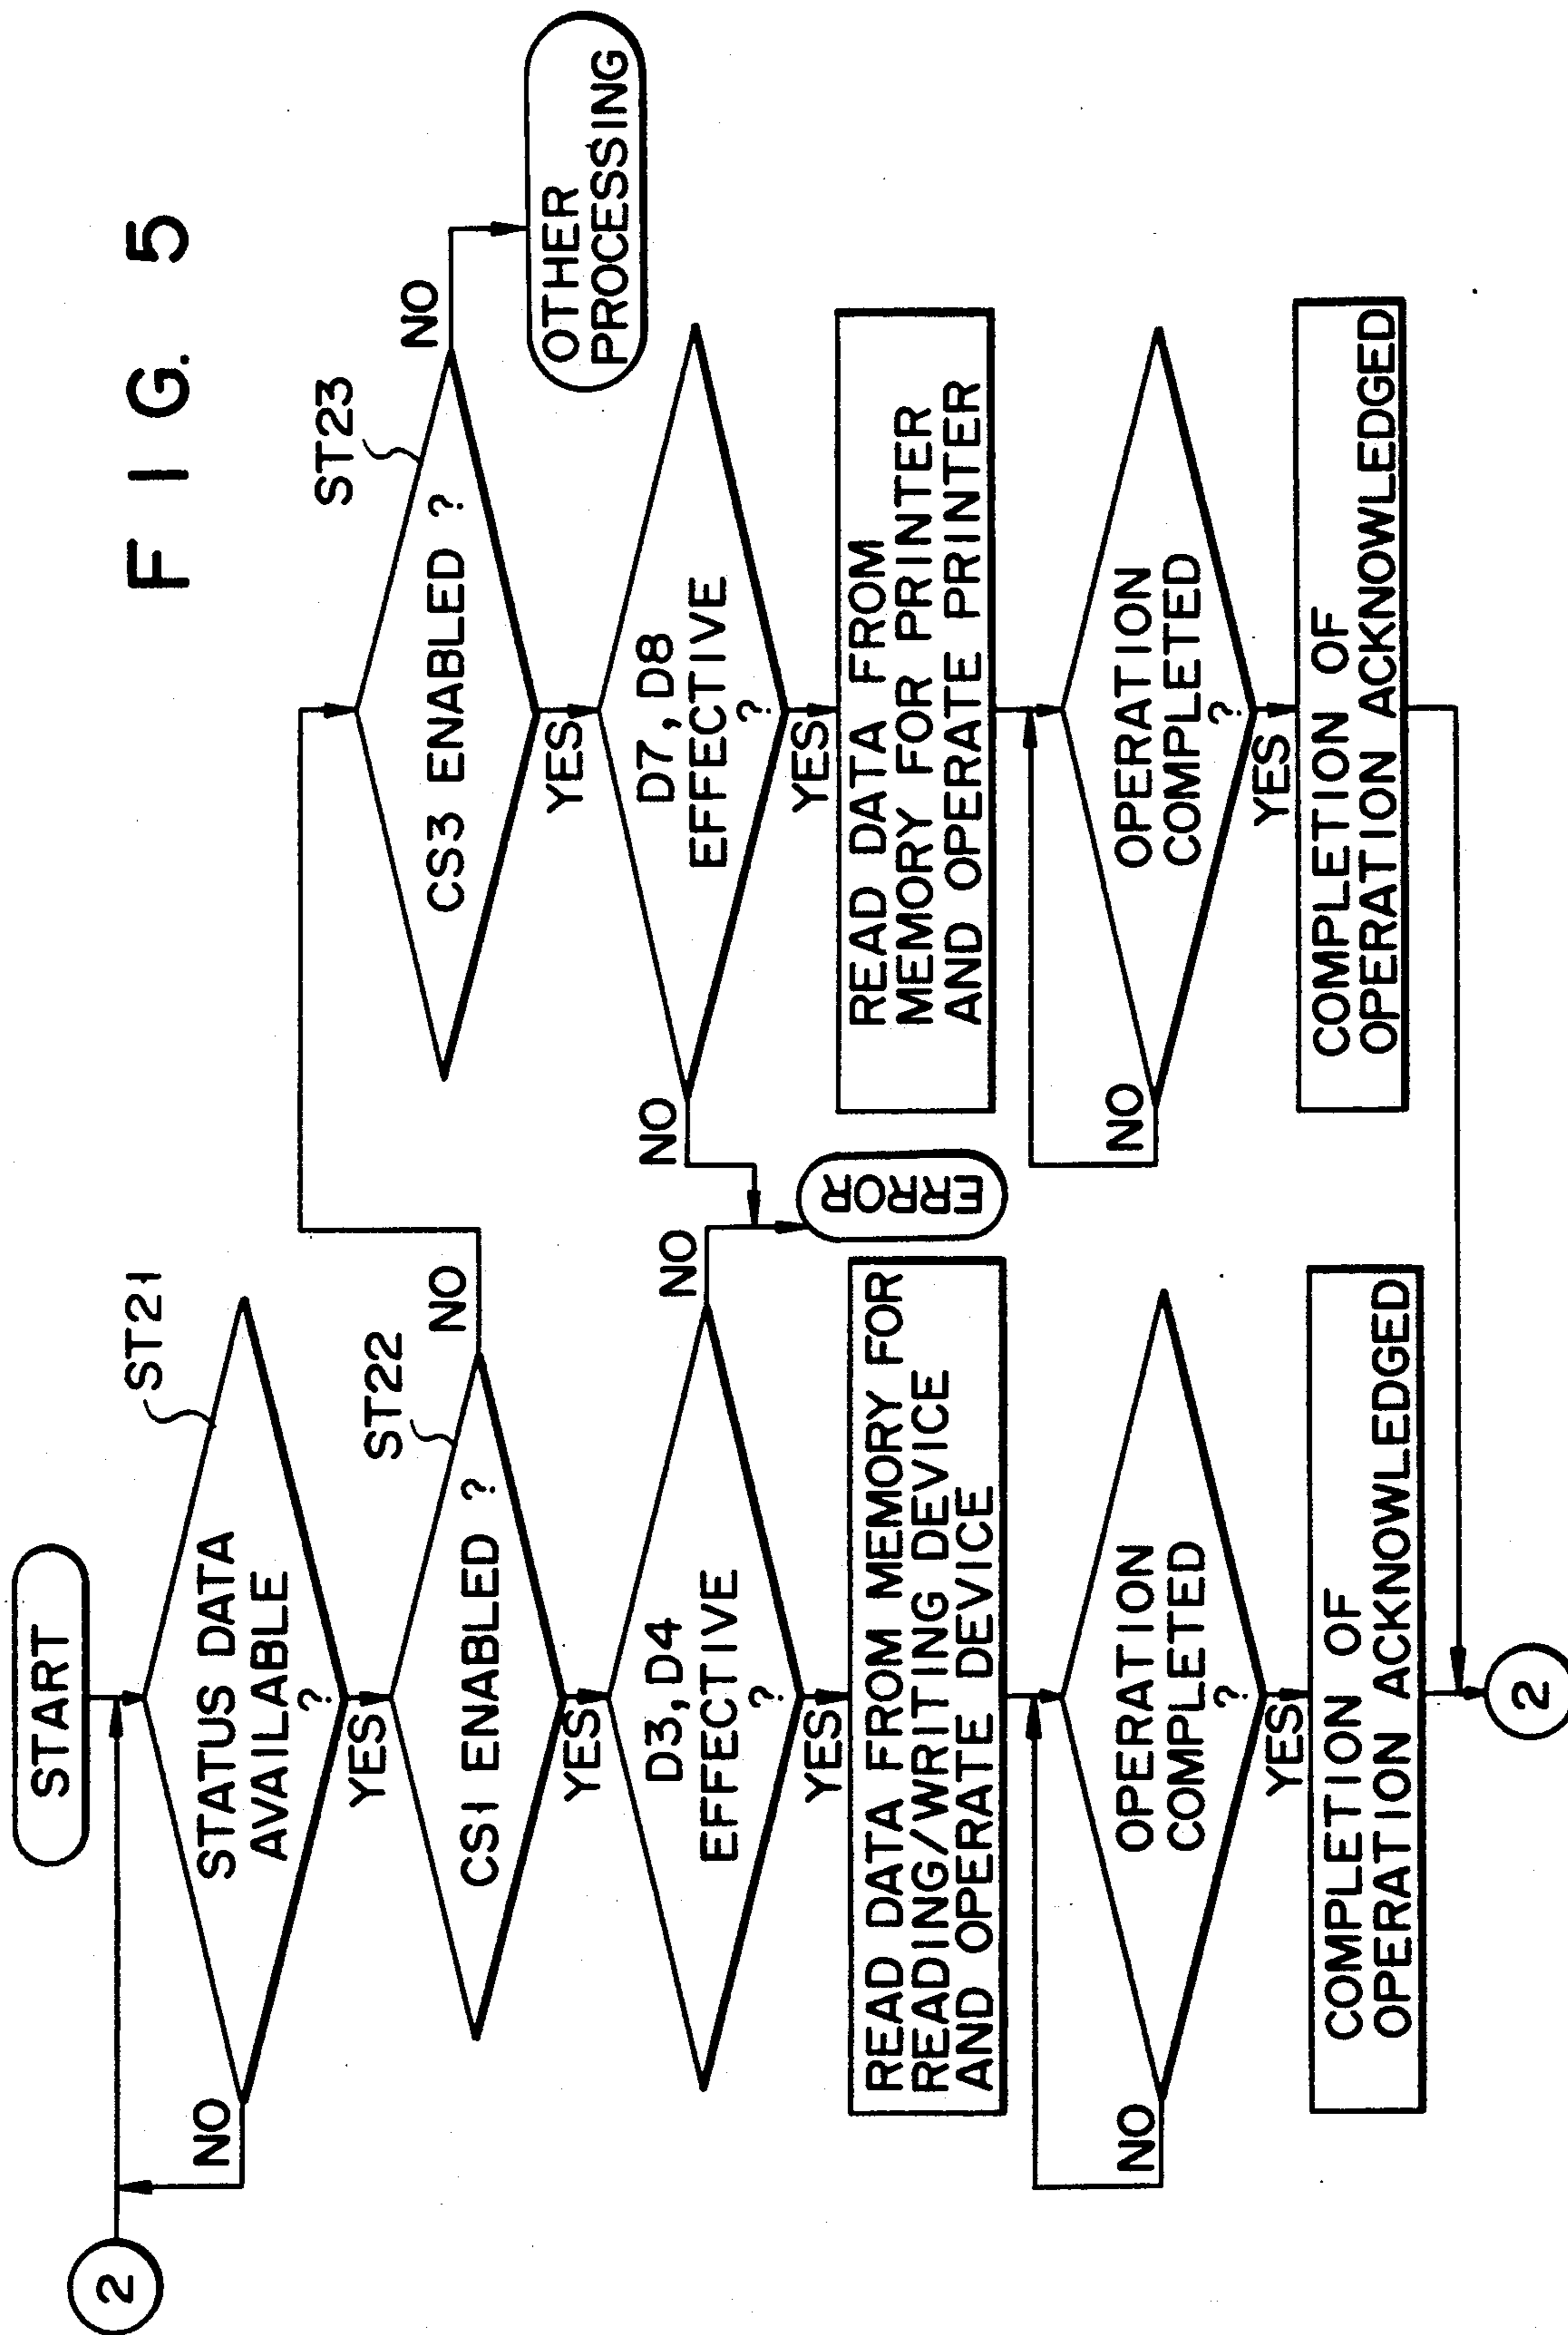 F I G. 5
START
2
STATUS DATA
AVAILABLE
?
ST21
NO
YES
CS1 ENABLED ?
ST22
NO
YES
D3, D4
EFFECTIVE
?
NO
YES
READ DATA FROM MEMORY FOR
READING/WRITING DEVICE
AND OPERATE DEVICE
OPERATION
COMPLETED
?
NO
YES
COMPLETION OF
OPERATION ACKNOWLEDGED
2
CS3 ENABLED ?
ST23
NO
OTHER
PROCESSING
YES
D7, D8
EFFECTIVE
?
NO
ERROR
YES
READ DATA FROM
MEMORY FOR PRINTER
AND OPERATE PRINTER
OPERATION
COMPLETED
?
NO
YES
COMPLETION OF
OPERATION ACKNOWLEDGED